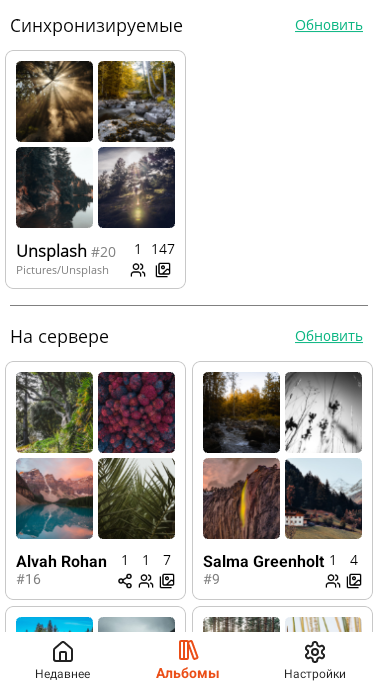 Синхронизируемые Обновить
Unsplash #20 1 147
Pictures/Unsplash
На сервере Обновить
Alvah Rohan 1 1 7
#16
Salma Greenholt 1 4
#9
Недавнее Альбомы Настройки